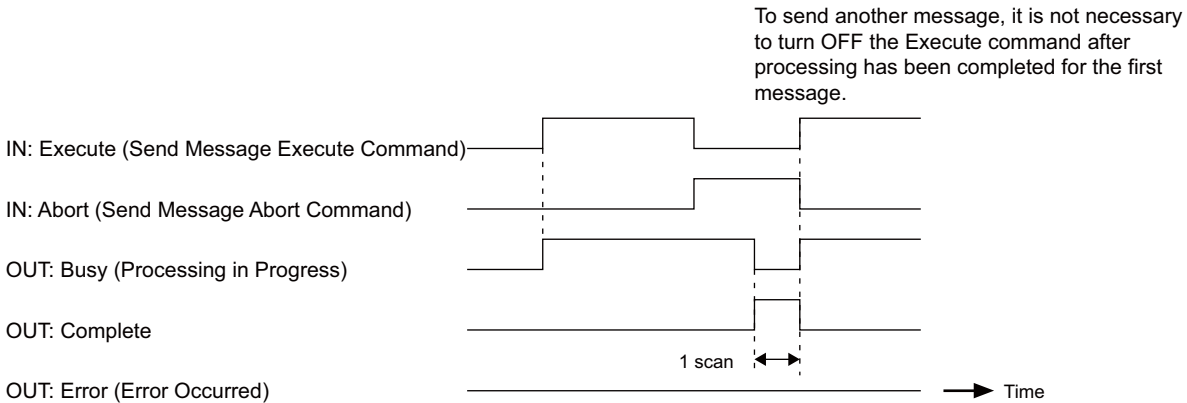 To send another message, it is not necessary
to turn OFF the Execute command after
processing has been completed for the first
message.
IN: Execute (Send Message Execute Command)
IN: Abort (Send Message Abort Command)
OUT: Busy (Processing in Progress)
OUT: Complete
1 scan
OUT: Error (Error Occurred)
Time